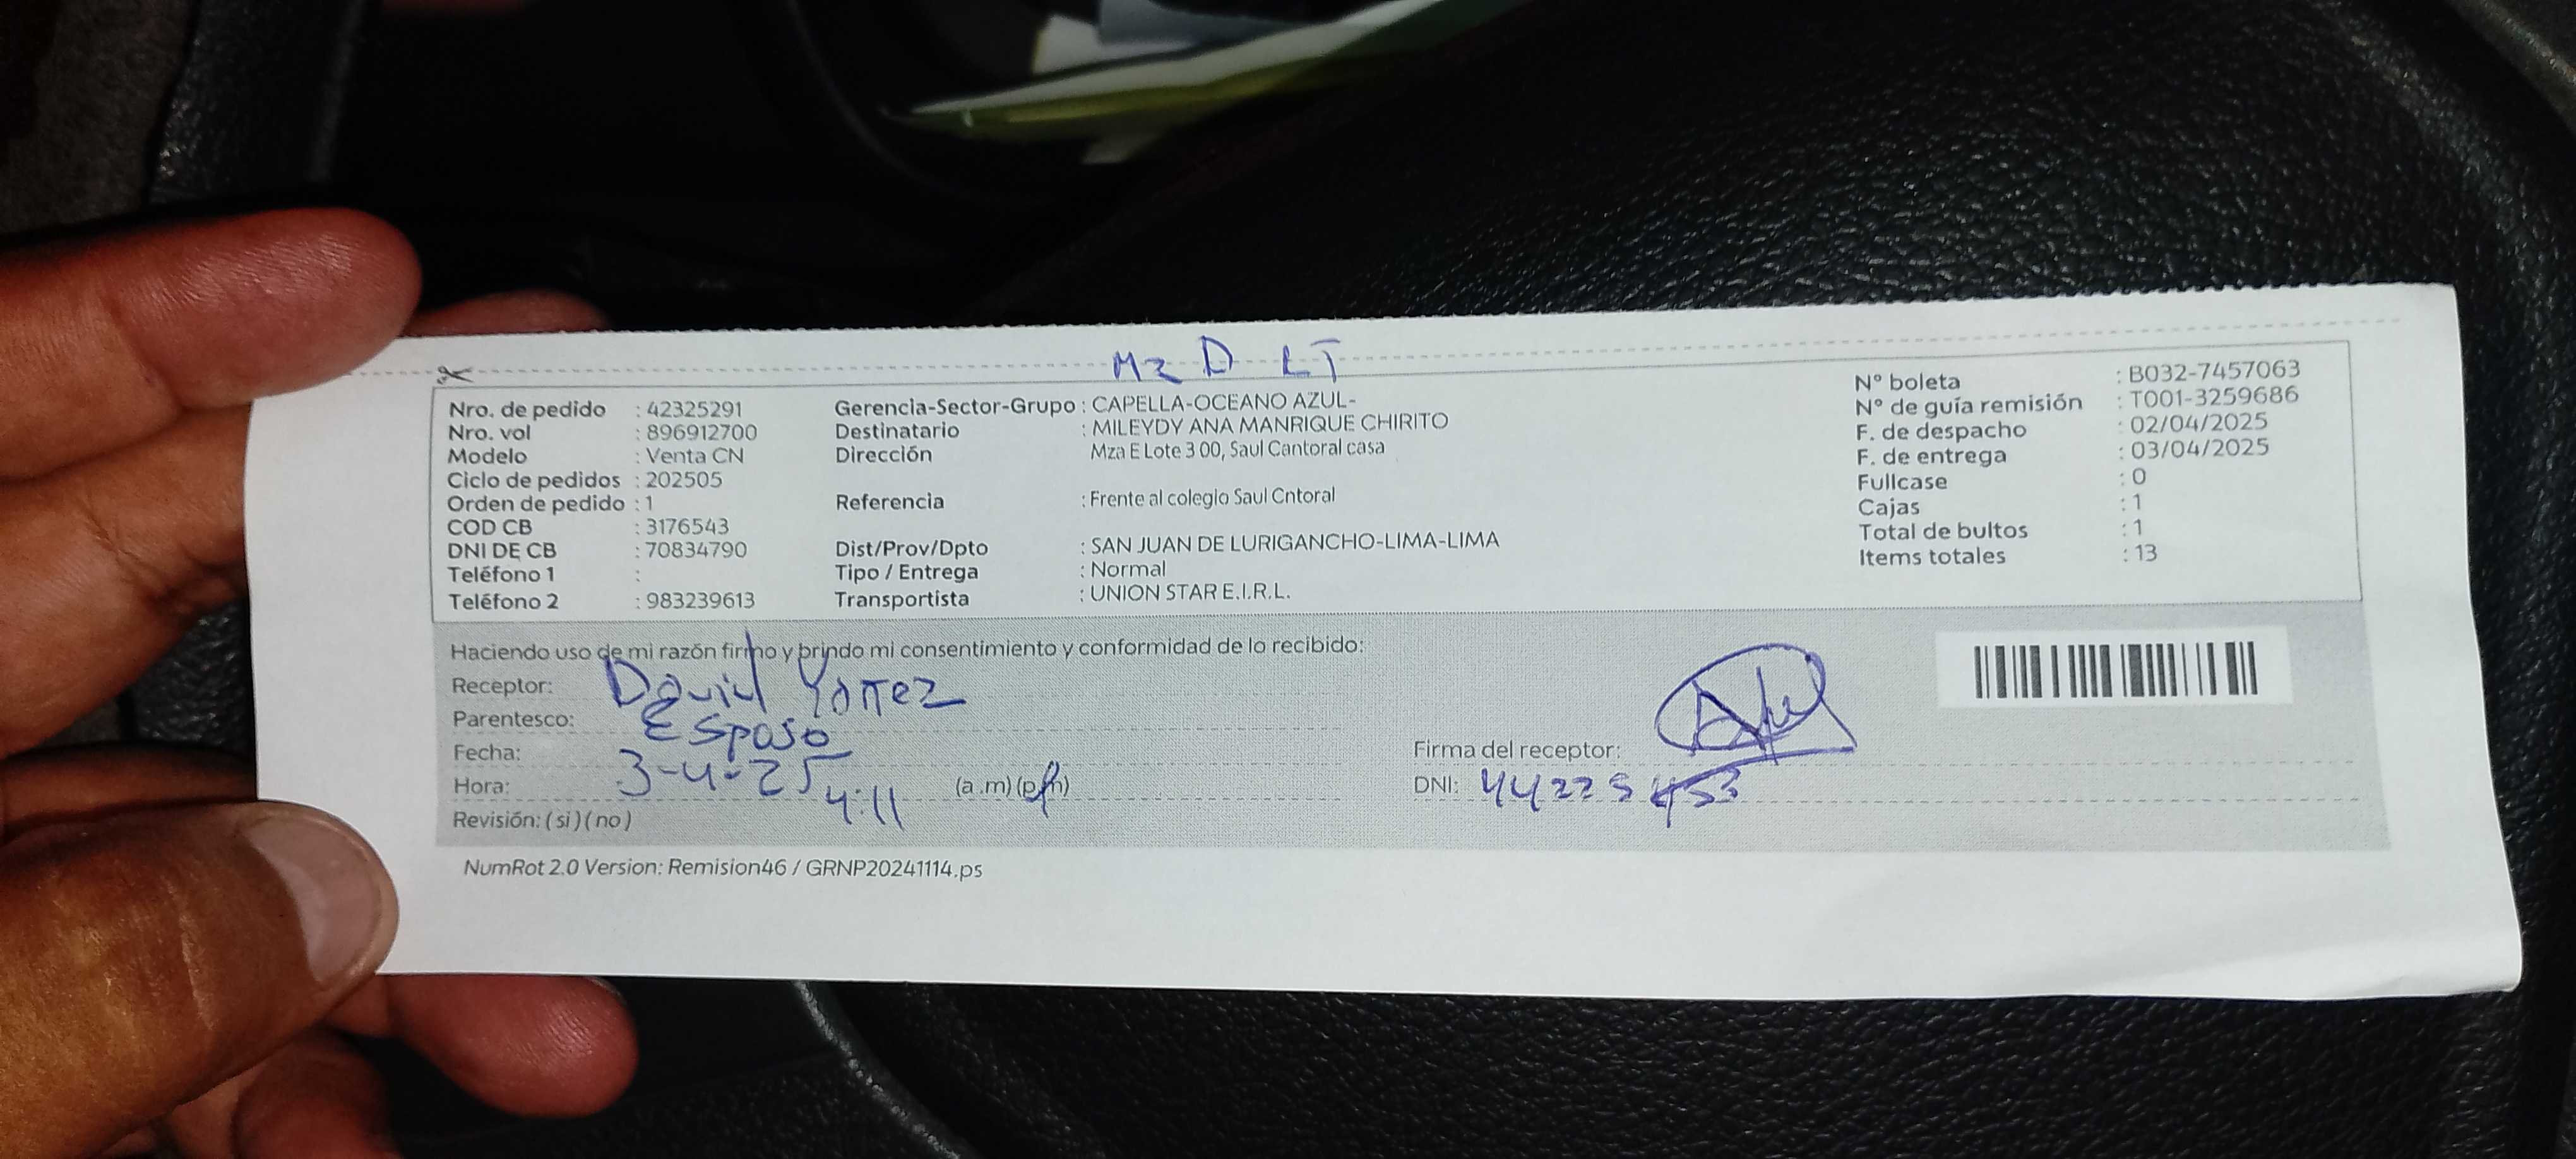 Mz D LT
Nro. de pedido : 42325291
Nro. vol : 896912700
Modelo : Venta CN
Ciclo de pedidos : 202505
Orden de pedido : 1
COD CB : 3176543
DNI DE CB : 70834790
Teléfono 1 :
Teléfono 2 : 983239613
Gerencia-Sector-Grupo : CAPELLA-OCEANO AZUL-
Destinatario : MILEYDY ANA MANRIQUE CHIRITO
Dirección Mza E Lote 3 00, Saul Cantoral casa
Referencia : Frente al colegio Saul Cntoral
Dist/Prov/Dpto : SAN JUAN DE LURIGANCHO-LIMA-LIMA
Tipo / Entrega : Normal
Transportista : UNION STAR E.I.R.L.
N° boleta : B032-7457063
N° de guía remisión : T001-3259686
F. de despacho : 02/04/2025
F. de entrega : 03/04/2025
Fullcase : 0
Cajas : 1
Total de bultos : 1
Items totales : 13
Haciendo uso de mi razón firmo y brindo mi consentimiento y conformidad de lo recibido:
Receptor: David
Parentesco: Esposo
Fecha: 3-4-25
Hora: 4:11 (a.m) (p.m)
Revisión: ( si ) ( no )
Firma del receptor:
DNI:
NumRot 2.0 Version: Remision46 / GRNP20241114.ps